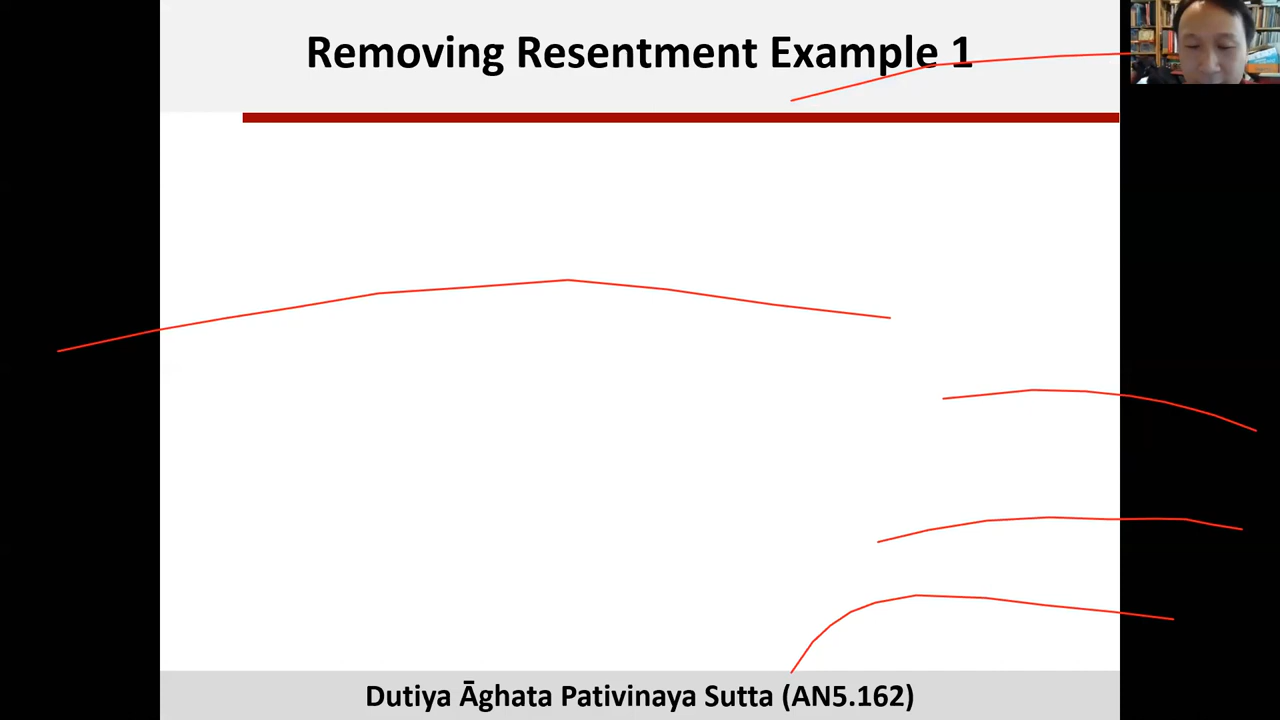 Removing Resentment Example 1
Dutiya Āghata Pativinaya Sutta (AN5.162)